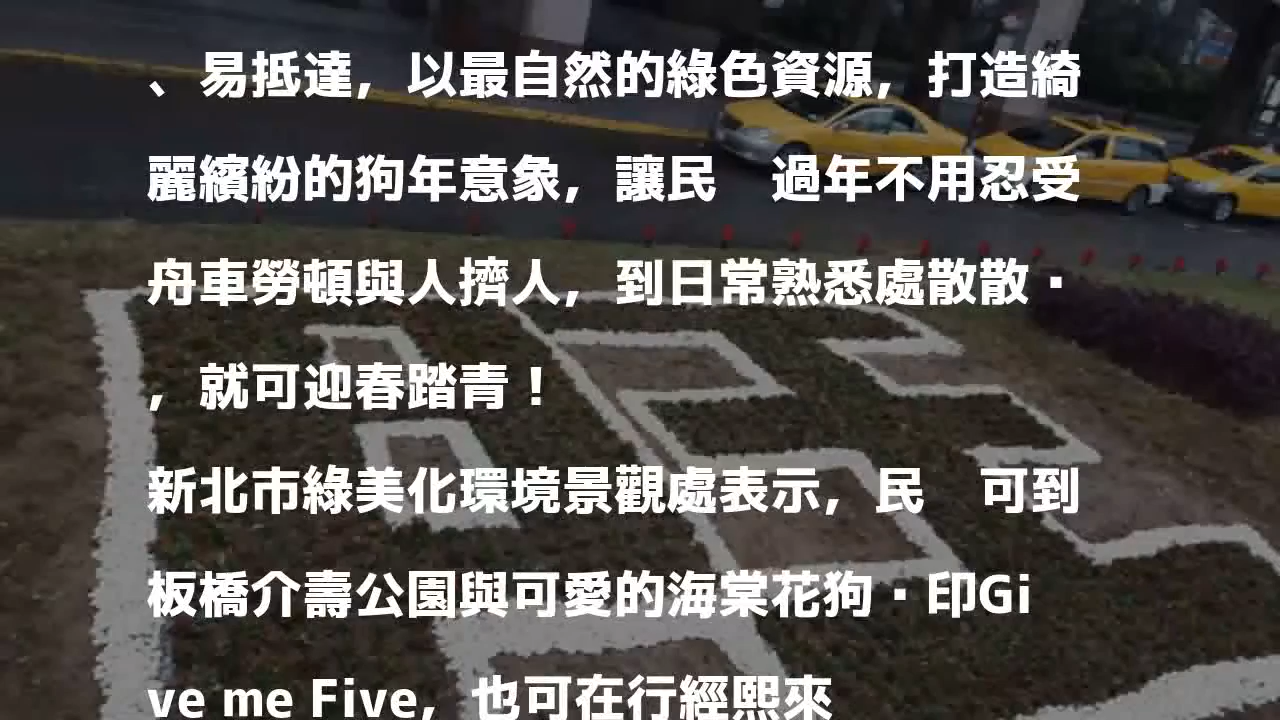 、易抵達，以最自然的綠色資源，打造綺
麗繽紛的狗年意象，讓民　過年不用忍受
舟車勞頓與人擠人，到日常熟悉處散散▪
，就可迎春踏青！
新北市綠美化環境景觀處表示，民　可到
板橋介壽公園與可愛的海棠花狗▪印Gi
ve me Five，也可在行經熙來